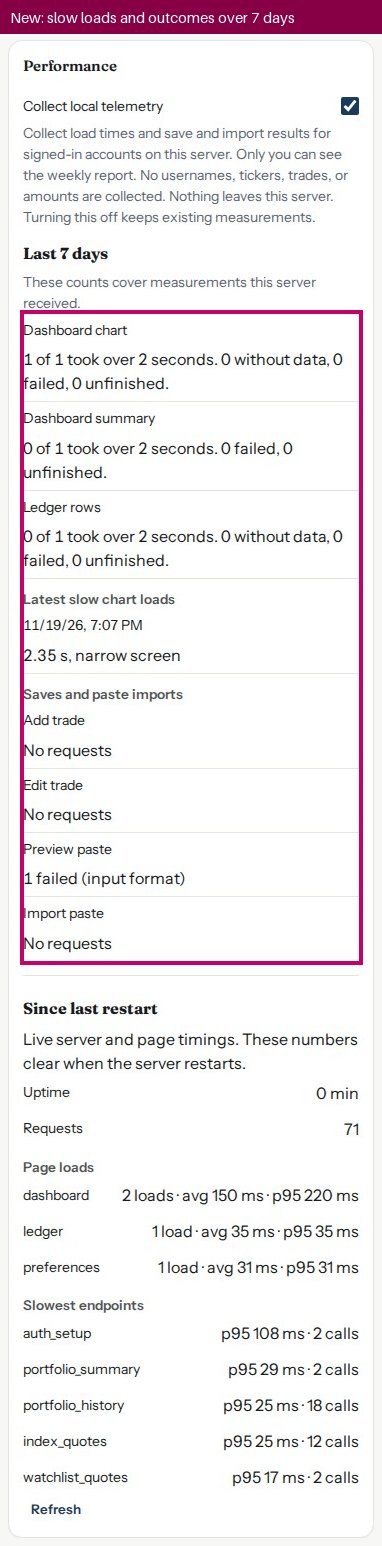 New: slow loads and outcomes over 7 days
Performance
Collect local telemetry
Collect load times and save and import results for
signed-in accounts on this server. Only you can see
the weekly report. No usernames, tickers, trades, or
amounts are collected. Nothing leaves this server.
Turning this off keeps existing measurements.
Last 7 days
These counts cover measurements this server
received.
Dashboard chart
1 of 1 took over 2 seconds. 0 without data, 0
failed, 0 unfinished.
Dashboard summary
0 of 1 took over 2 seconds. 0 failed, 0
unfinished.
Ledger rows
0 of 1 took over 2 seconds. 0 without data, 0
failed, 0 unfinished.
Latest slow chart loads
11/19/26, 7:07 PM
2.35 s, narrow screen
Saves and paste imports
Add trade
No requests
Edit trade
No requests
Preview paste
1 failed (input format)
Import paste
No requests
Since last restart
Live server and page timings. These numbers
clear when the server restarts.
Uptime 0 min
Requests 71
Page loads
dashboard 2 loads · avg 150 ms · p95 220 ms
ledger 1 load · avg 35 ms · p95 35 ms
preferences 1 load · avg 31 ms · p95 31 ms
Slowest endpoints
auth_setup p95 108 ms · 2 calls
portfolio_summary p95 29 ms · 2 calls
portfolio_history p95 25 ms · 18 calls
index_quotes p95 25 ms · 12 calls
watchlist_quotes p95 17 ms · 2 calls
Refresh